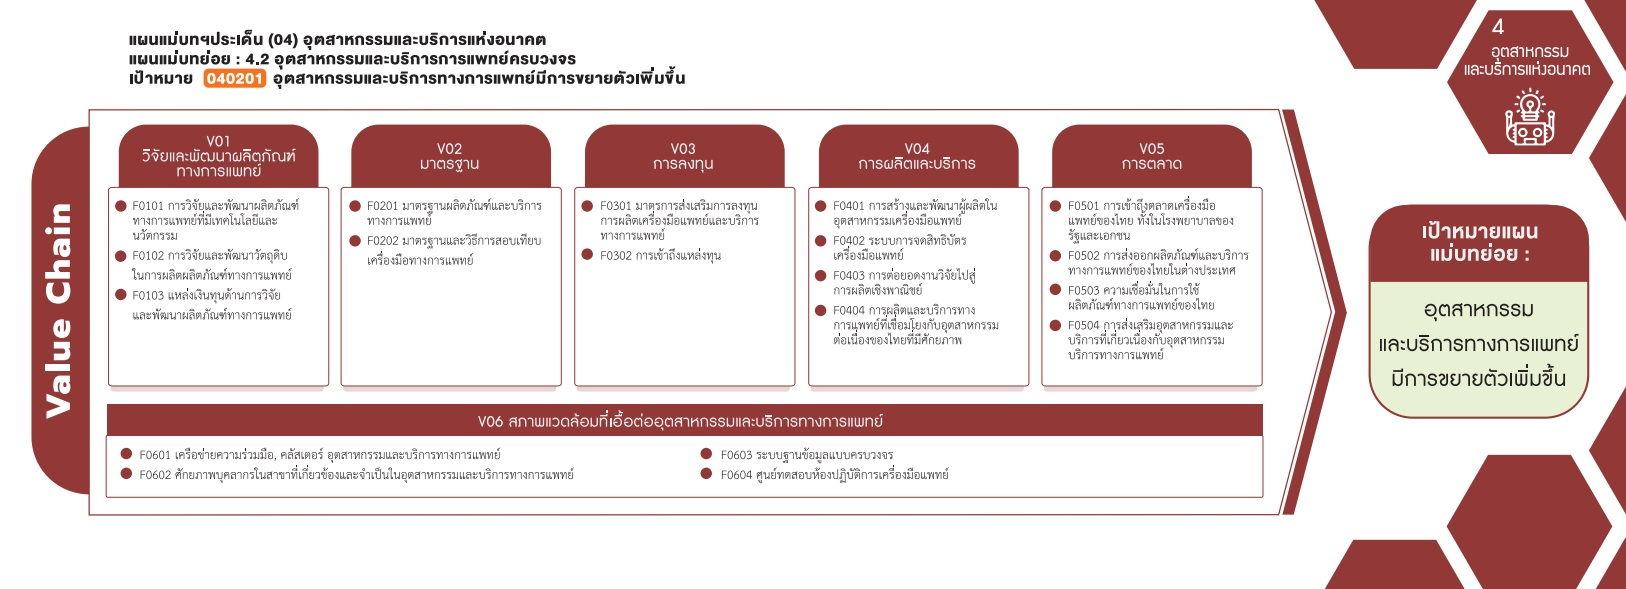 แผนแม่บทฯประเด็น (04) อุตสาหกรรมและบริการแห่งอนาคต
แผนแม่บทย่อย : 4.2 อุตสาหกรรมและบริการการแพทย์ครบวงจร
เป้าหมาย 040201 อุตสาหกรรมและบริการทางการแพทย์มีการขยายตัวเพิ่มขึ้น
4
อุตสาหกรรม
และบริการแห่งอนาคต
Value Chain
V01
วิจัยและพัฒนาผลิตภัณฑ์
ทางการแพทย์
F0101 การวิจัยและพัฒนาผลิตภัณฑ์
ทางการแพทย์ที่มีเทคโนโลยีและ
นวัตกรรม
F0102 การวิจัยและพัฒนาวัตถุดิบ
ในการผลิตผลิตภัณฑ์ทางการแพทย์
F0103 แหล่งเงินทุนด้านการวิจัย
และพัฒนาผลิตภัณฑ์ทางการแพทย์
V02
มาตรฐาน
F0201 มาตรฐานผลิตภัณฑ์และบริการ
ทางการแพทย์
F0202 มาตรฐานและวิธีการสอบเทียบ
เครื่องมือทางการแพทย์
V03
การลงทุน
F0301 มาตรการส่งเสริมการลงทุน
การผลิตเครื่องมือแพทย์และบริการ
ทางการแพทย์
F0302 การเข้าถึงแหล่งทุน
V04
การผลิตและบริการ
F0401 การสร้างและพัฒนาผู้ผลิตใน
อุตสาหกรรมเครื่องมือแพทย์
F0402 ระบบการจดสิทธิบัตร
เครื่องมือแพทย์
F0403 การต่อยอดงานวิจัยไปสู่
การผลิตเชิงพาณิชย์
F0404 การผลิตและบริการทาง
การแพทย์ที่เชื่อมโยงกับอุตสาหกรรม
ต่อเนื่องของไทยที่มีศักยภาพ
V05
การตลาด
F0501 การเข้าถึงตลาดเครื่องมือ
แพทย์ของไทย ทั้งในโรงพยาบาลของ
รัฐและเอกชน
F0502 การส่งออกผลิตภัณฑ์และบริการ
ทางการแพทย์ของไทยในต่างประเทศ
F0503 ความเชื่อมั่นในการใช้
ผลิตภัณฑ์ทางการแพทย์ของไทย
F0504 การส่งเสริมอุตสาหกรรมและ
บริการที่เกี่ยวเนื่องกับอุตสาหกรรม
บริการทางการแพทย์
V06 สภาพแวดล้อมที่เอื้อต่ออุตสาหกรรมและบริการทางการแพทย์
F0601 เครือข่ายความร่วมมือ, คลัสเตอร์ อุตสาหกรรมและบริการทางการแพทย์
F0602 ศักยภาพบุคลากรในสาขาที่เกี่ยวข้องและจำเป็นในอุตสาหกรรมและบริการทางการแพทย์
F0603 ระบบฐานข้อมูลแบบครบวงจร
F0604 ศูนย์ทดสอบห้องปฏิบัติการเครื่องมือแพทย์
เป้าหมายแผน
แม่บทย่อย :
อุตสาหกรรม
และบริการทางการแพทย์
มีการขยายตัวเพิ่มขึ้น